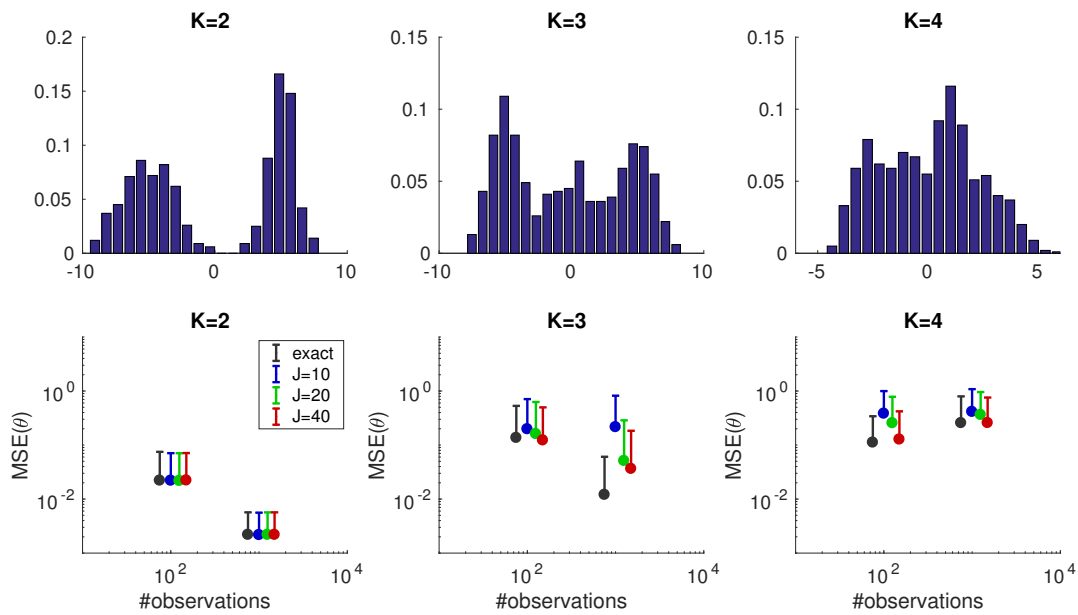 K=2
0.2
0.15
0.1
0.05
0
-10
0
10
K=3
0.15
0.1
0.05
0
-10
0
10
K=4
0.15
0.1
0.05
0
-5
0
5
K=2
MSE(θ)
10^0
10^-2
exact
J=10
J=20
J=40
10^2
10^4
#observations
K=3
MSE(θ)
10^0
10^-2
10^2
10^4
#observations
K=4
MSE(θ)
10^0
10^-2
10^2
10^4
#observations